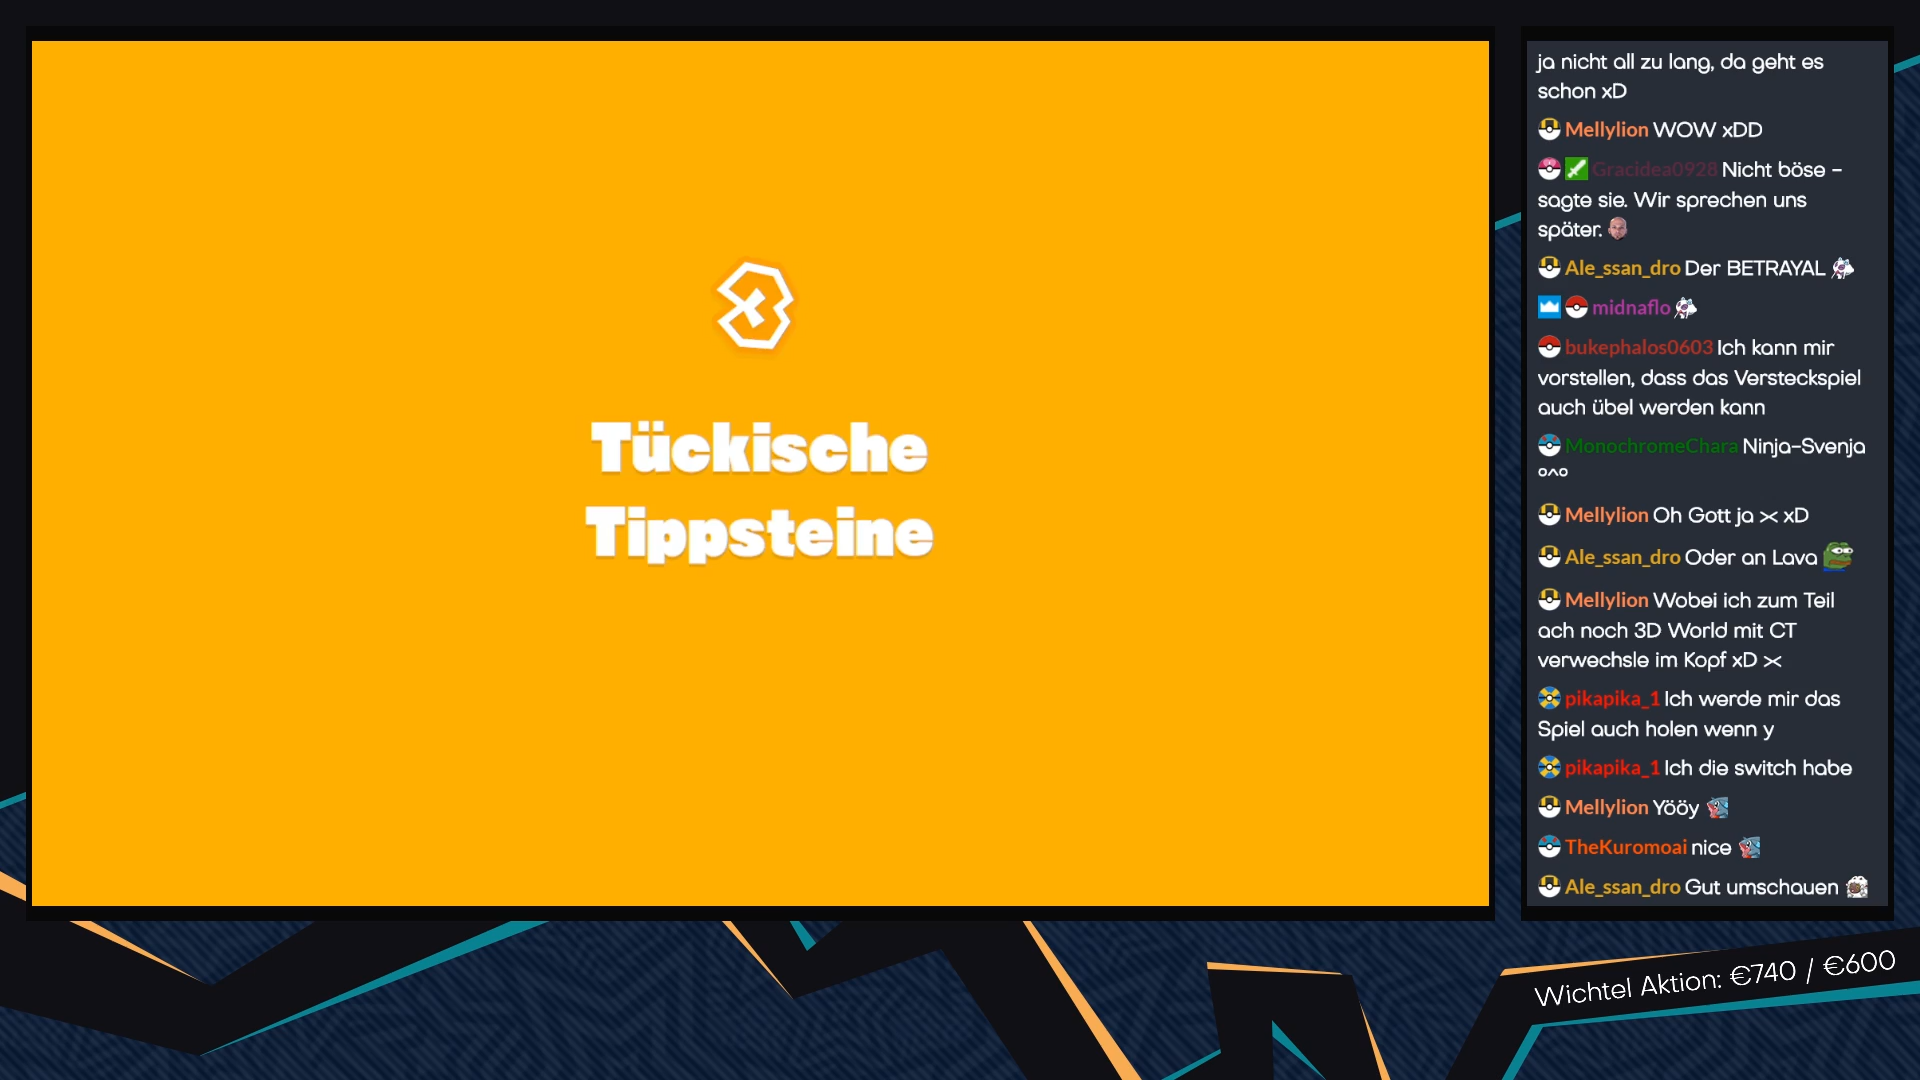 Tückische
Tippsteine
ja nicht all zu lang, da geht es
schon xD
Mellylion WOW xDD
Gracidea0928 Nicht böse -
sagte sie. Wir sprechen uns
später.
Ale_ssan_dro Der BETRAYAL
midnaflo
bukephalos0603 Ich kann mir
vorstellen, dass das Versteckspiel
auch übel werden kann
MonochromeChara Ninja-Svenja
o^o
Mellylion Oh Gott ja >< xD
Ale_ssan_dro Oder an Lava
Mellylion Wobei ich zum Teil
ach noch 3D World mit CT
verwechsle im Kopf xD ><
pikapika_1 Ich werde mir das
Spiel auch holen wenn y
pikapika_1 Ich die switch habe
Mellylion Yööy
TheKuromoai nice
Ale_ssan_dro Gut umschauen
Wichtel Aktion: €740 / €600